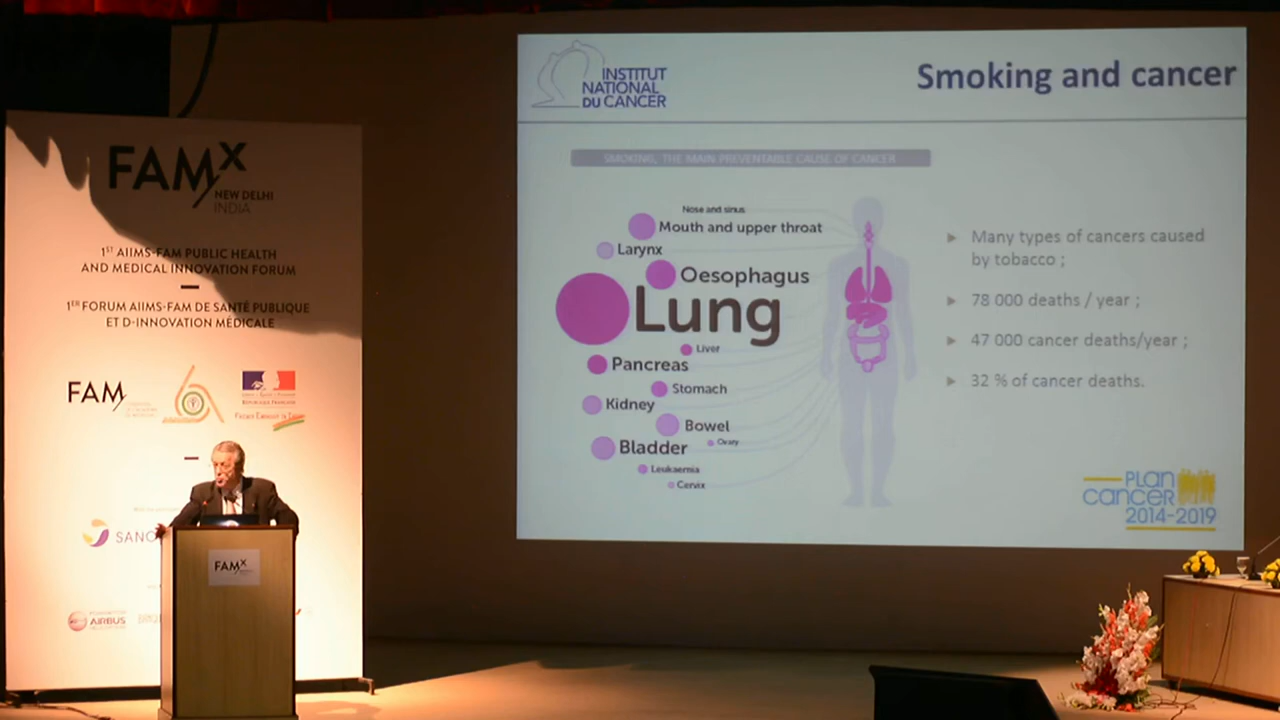 FAMx
NEW DELHI
INDIA
1ST AIIMS-FAM PUBLIC HEALTH
AND MEDICAL INNOVATION FORUM
1ER FORUM AIIMS-FAM DE SANTÉ PUBLIQUE
ET D-INNOVATION MÉDICALE
FAM
SANO
AIRBUS
FAMx
INSTITUT
NATIONAL
DU CANCER
Smoking and cancer
SMOKING, THE MAIN PREVENTABLE CAUSE OF CANCER
Nose and sinus
Mouth and upper throat
Larynx
Oesophagus
Lung
Liver
Pancreas
Stomach
Kidney
Bowel
Ovary
Bladder
Leukaemia
Cervix
► Many types of cancers caused
by tobacco ;
► 78 000 deaths / year ;
► 47 000 cancer deaths/year ;
► 32 % of cancer deaths.
PLAN
CANCER
2014-2019